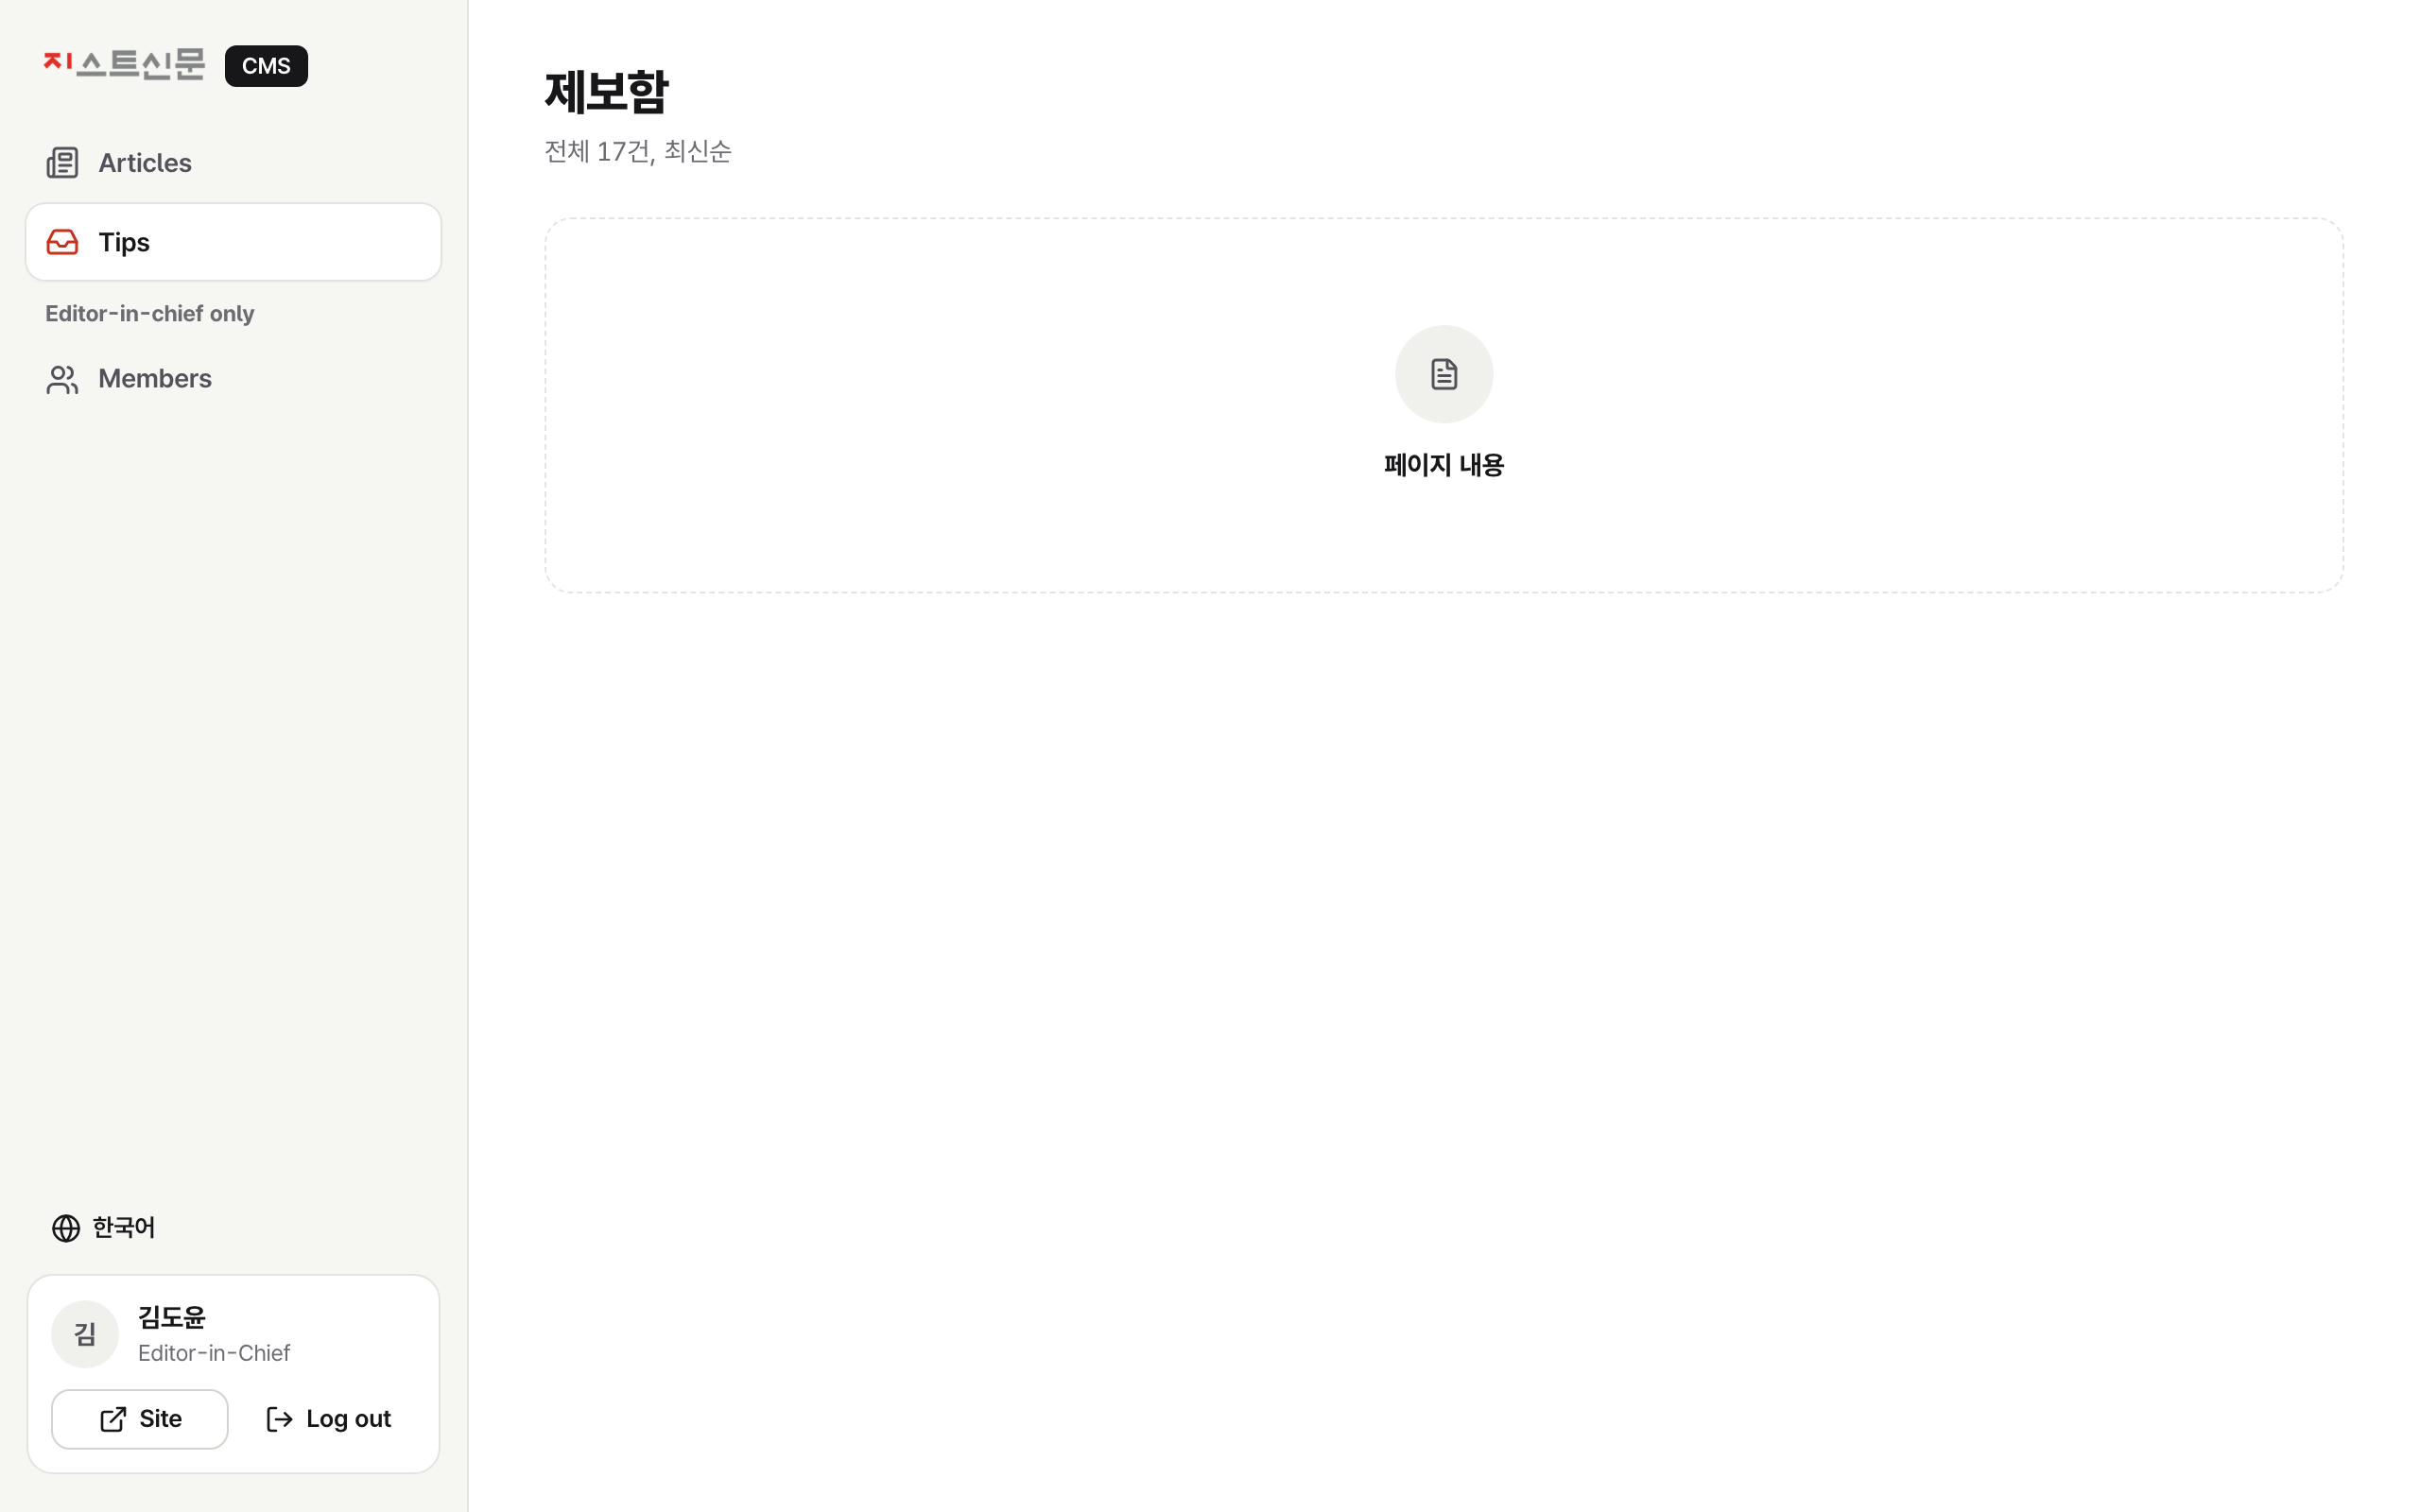 지스트신문 CMS
Articles
Tips
Editor-in-chief only
Members
한국어
김
김도윤
Editor-in-Chief
Site
Log out
제보함
전체 17건, 최신순
페이지 내용